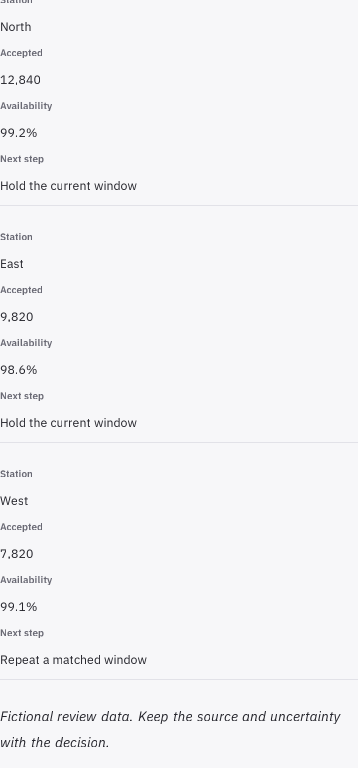 Station
North
Accepted
12,840
Availability
99.2%
Next step
Hold the current window
Station
East
Accepted
9,820
Availability
98.6%
Next step
Hold the current window
Station
West
Accepted
7,820
Availability
99.1%
Next step
Repeat a matched window
Fictional review data. Keep the source and uncertainty
with the decision.